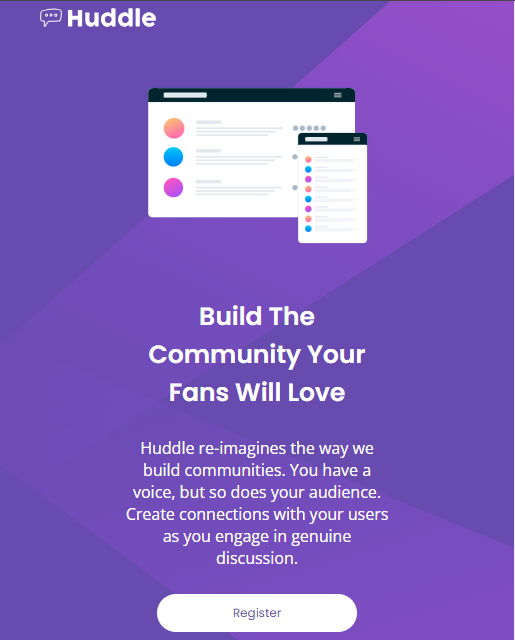 Huddle
Build The
Community Your
Fans Will Love
Huddle re-imagines the way we
build communities. You have a
voice, but so does your audience.
Create connections with your users
as you engage in genuine
discussion.
Register